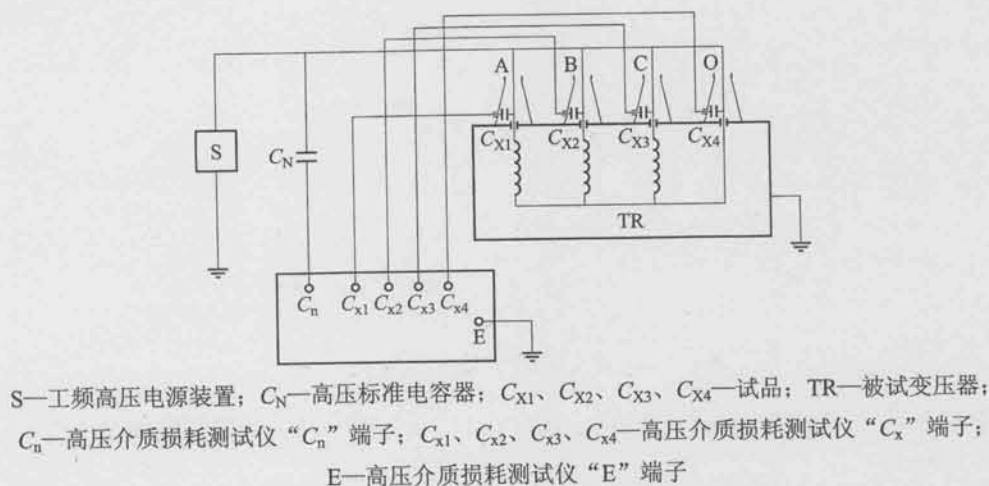 A B C O
S
C_N
C_X1 C_X2 C_X3 C_X4
TR
C_n C_x1 C_x2 C_x3 C_x4
E
S—工频高压电源装置；C_N—高压标准电容器；C_X1、C_X2、C_X3、C_X4—试品；TR—被试变压器；
C_n—高压介质损耗测试仪“C_n”端子；C_x1、C_x2、C_x3、C_x4—高压介质损耗测试仪“C_x”端子；
E—高压介质损耗测试仪“E”端子